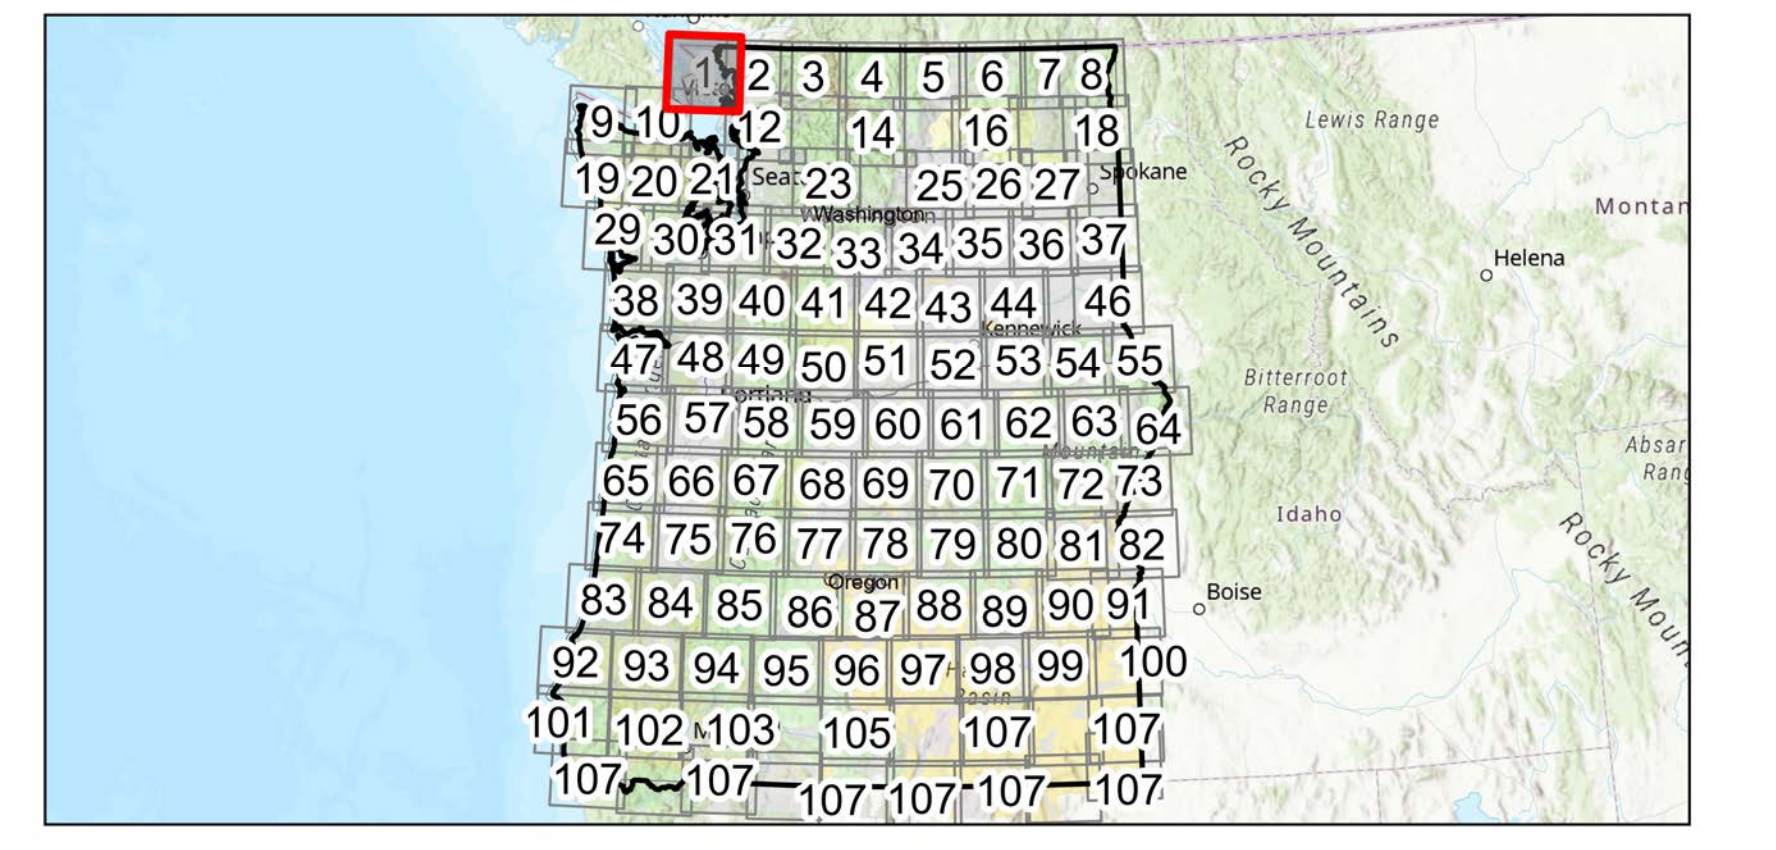 1 2 3 4 5 6 7 8
Lewis Range
9 10 12 14 16 18
19 20 21 Seat 23 25 26 27 Spokane
Rocky Mountains
Washington
Montan
29 30 31 32 33 34 35 36 37
Helena
38 39 40 41 42 43 44 46
Kennewick
47 48 49 50 51 52 53 54 55
Bitterroot
Range
Portland
56 57 58 59 60 61 62 63 64
Mountain
Absar
Rang
65 66 67 68 69 70 71 72 73
Idaho
74 75 76 77 78 79 80 81 82
Rocky Moun
Oregon
Boise
83 84 85 86 87 88 89 90 91
92 93 94 95 96 97 98 99 100
Basin
101 102 M 103 105 107 107
107 107 107 107 107 107